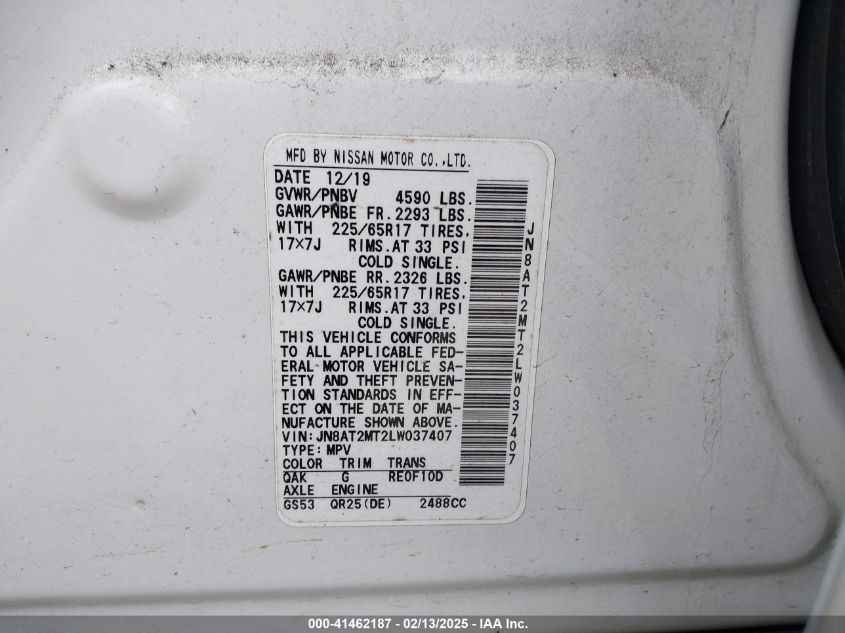 MFD BY NISSAN MOTOR CO.,LTD.
DATE 12/19
GVWR/PNBV 4590 LBS.
GAWR/PNBE FR. 2293 LBS.
WITH 225/65R17 TIRES,
17×7J RIMS. AT 33 PSI
COLD SINGLE.
GAWR/PNBE RR. 2326 LBS.
WITH 225/65R17 TIRES,
17×7J RIMS. AT 33 PSI
COLD SINGLE.
THIS VEHICLE CONFORMS
TO ALL APPLICABLE FED-
ERAL MOTOR VEHICLE SA-
FETY AND THEFT PREVEN-
TION STANDARDS IN EFF-
ECT ON THE DATE OF MA-
NUFACTURE SHOWN ABOVE.
VIN:JN8AT2MT2LW037407
TYPE:MPV
COLOR TRIM TRANS
QAK G RE0F10D
AXLE ENGINE
GS53 QR25(DE) 2488CC
JN8AT2MT2LW037407
000-41462187 - 02/13/2025 - IAA Inc.